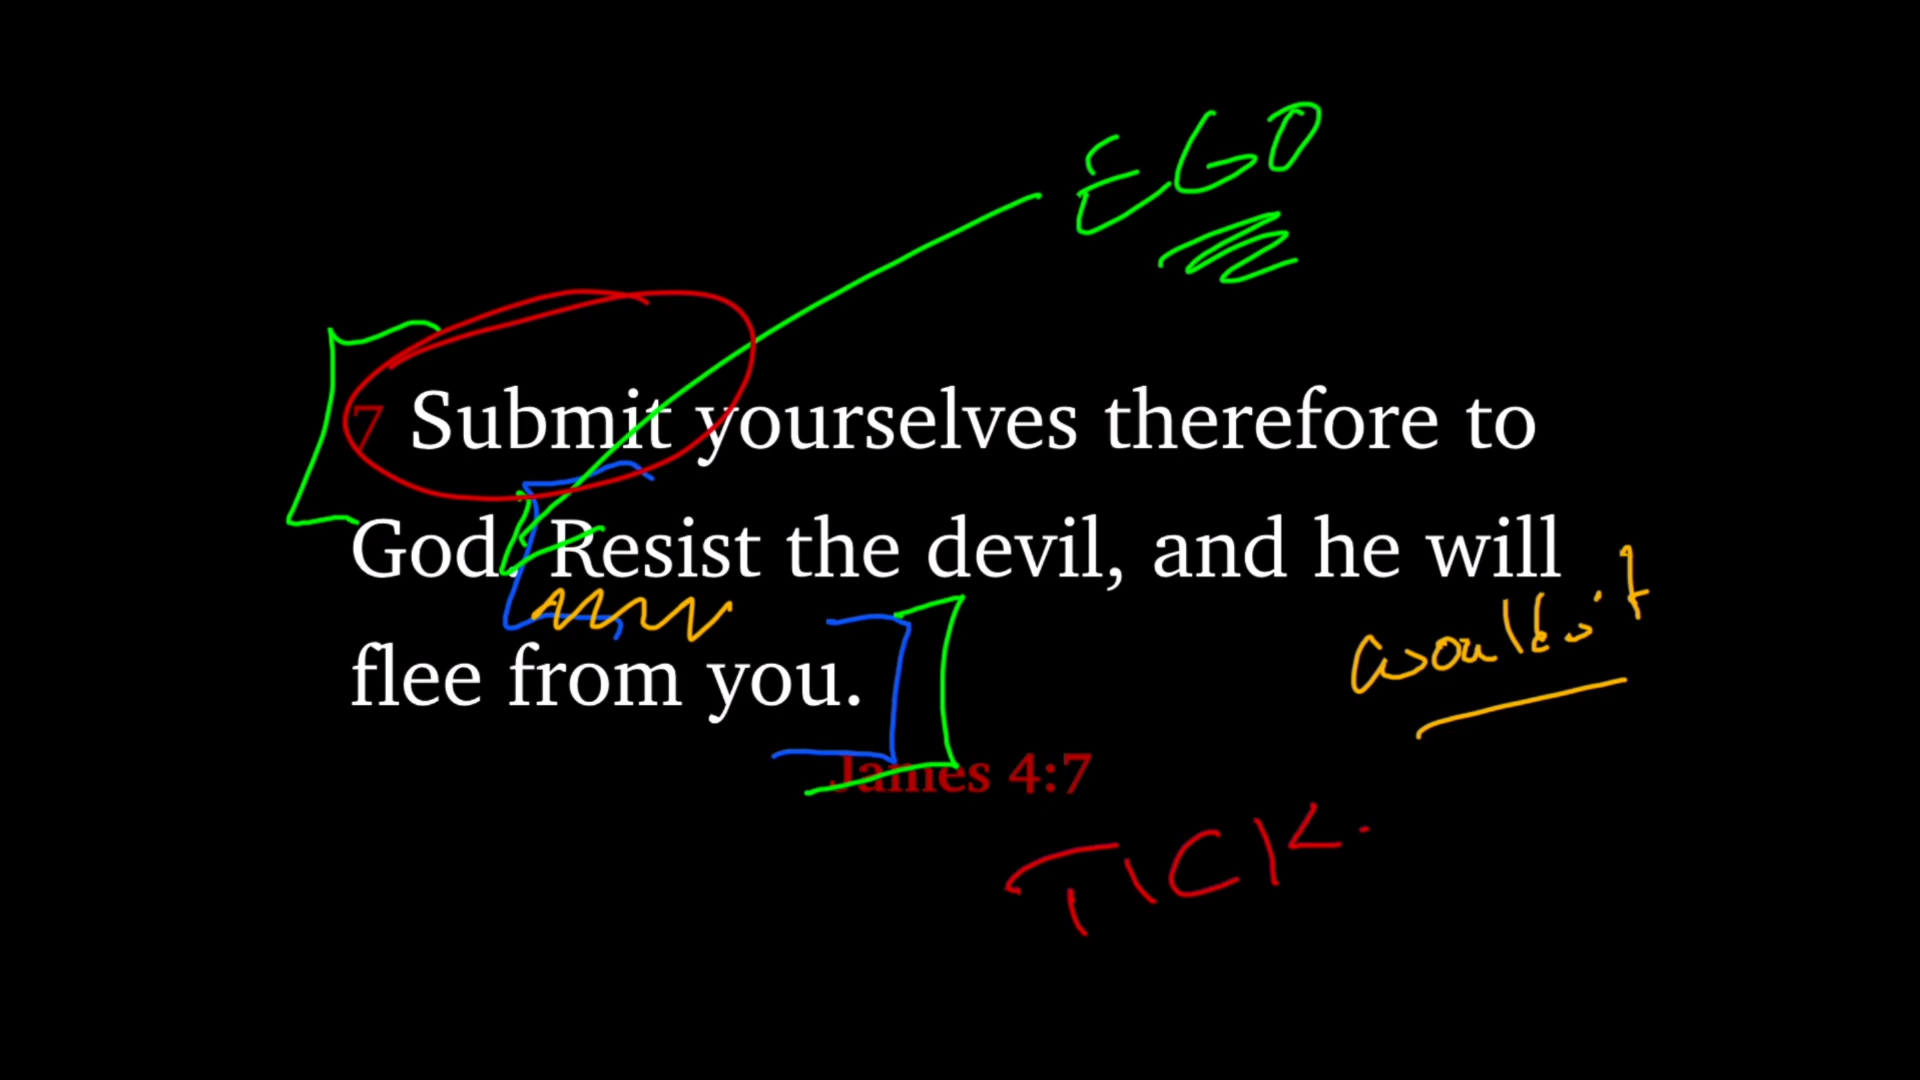 EGO
7 Submit yourselves therefore to
God. Resist the devil, and he will
flee from you.
James 4:7
TICK.